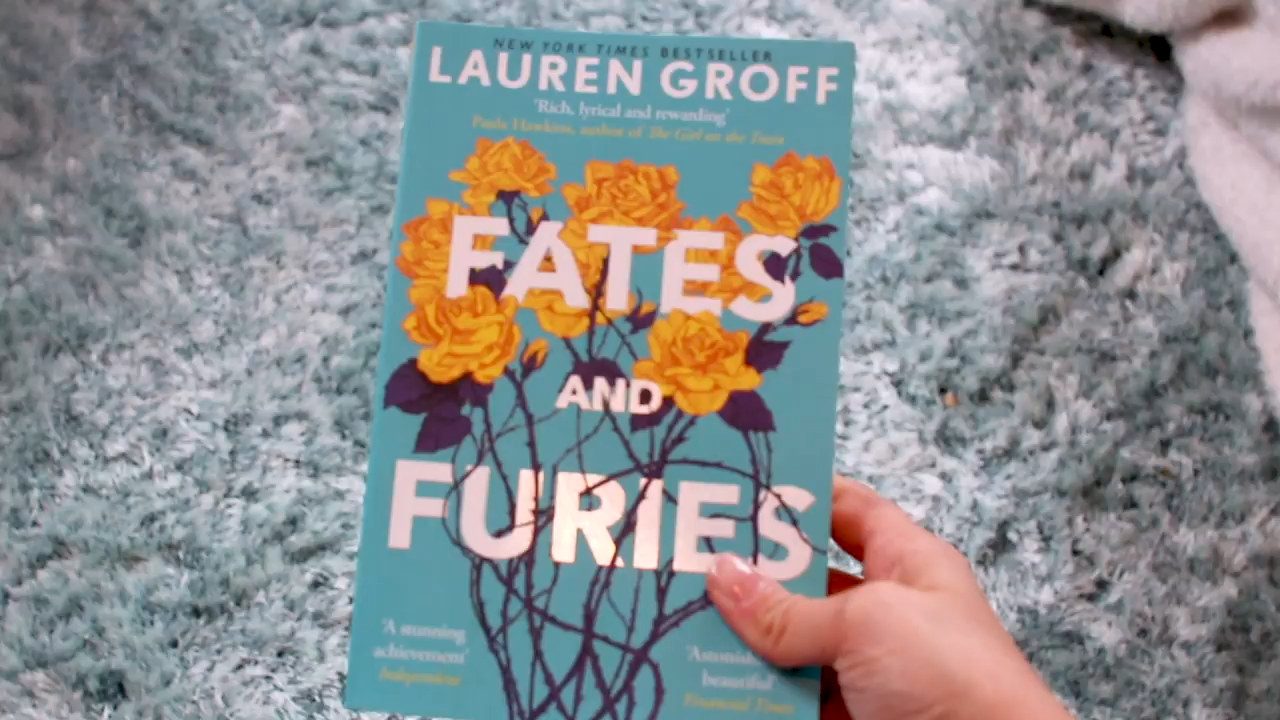 NEW YORK TIMES BESTSELLER
LAUREN GROFF
'Rich, lyrical and rewarding'
Paula Hawkins, author of The Girl on the Train
FATES
AND
FURIES
'A stunning
achievement'
Independent
beautiful'
Financial Times